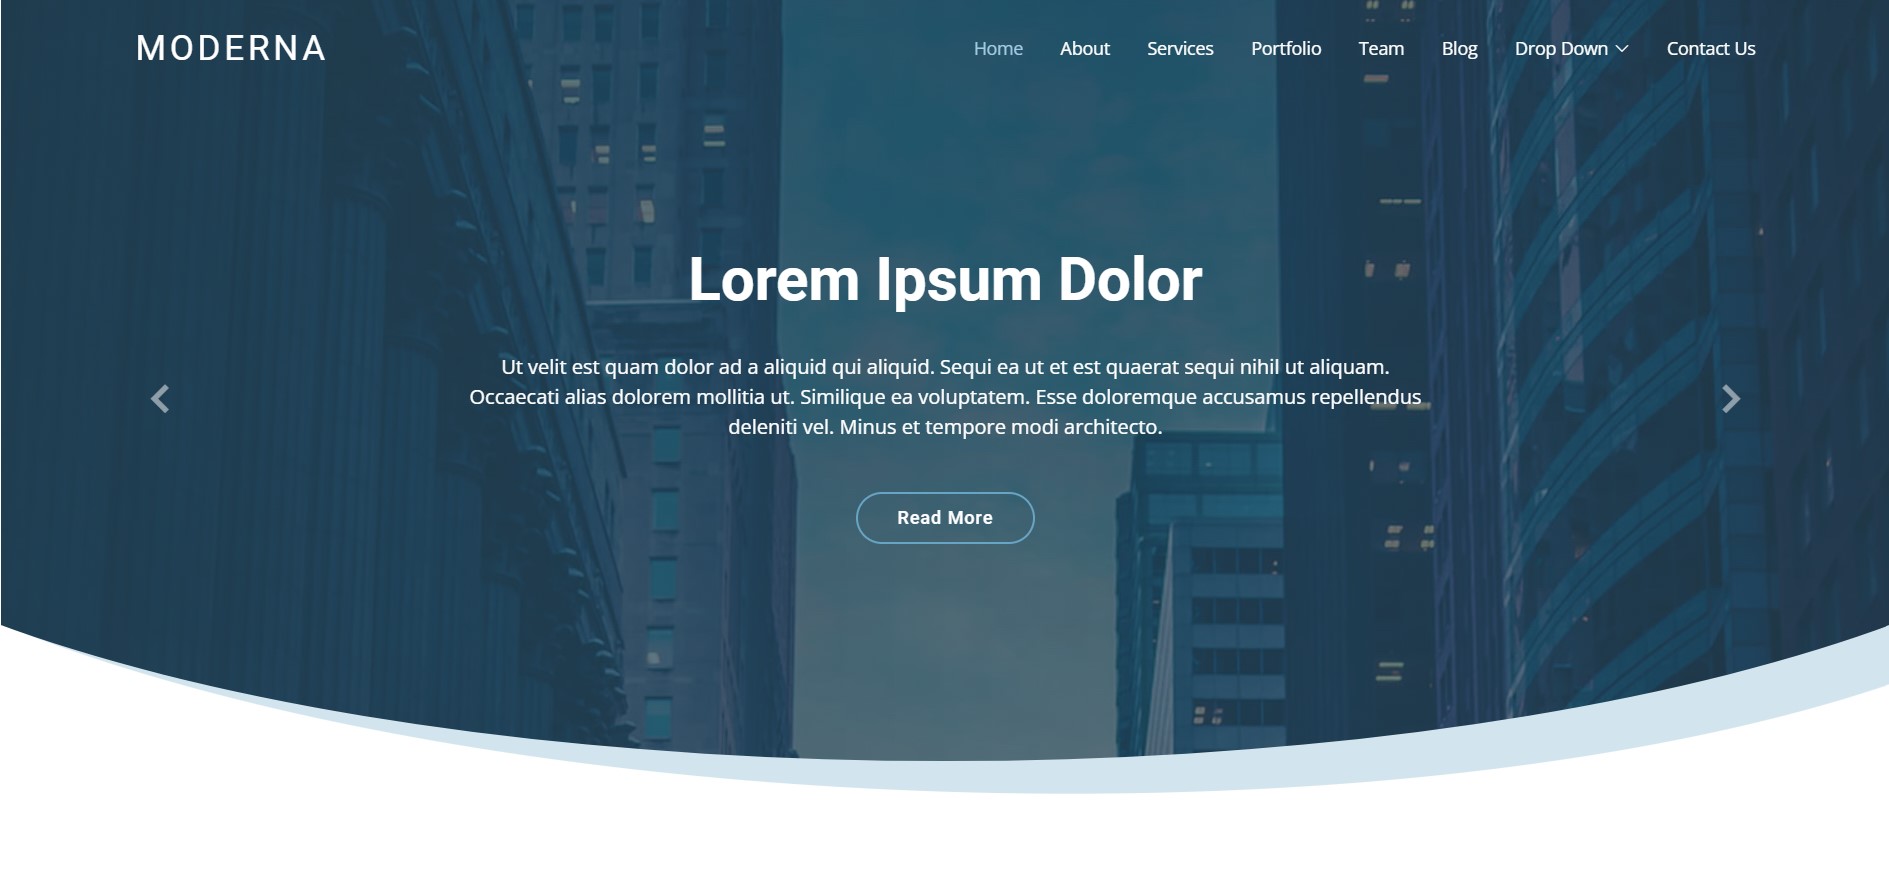 MODERNA
Home About Services Portfolio Team Blog Drop Down Contact Us
Lorem Ipsum Dolor
Ut velit est quam dolor ad a aliquid qui aliquid. Sequi ea ut et est quaerat sequi nihil ut aliquam.
Occaecati alias dolorem mollitia ut. Similique ea voluptatem. Esse doloremque accusamus repellendus
deleniti vel. Minus et tempore modi architecto.
Read More